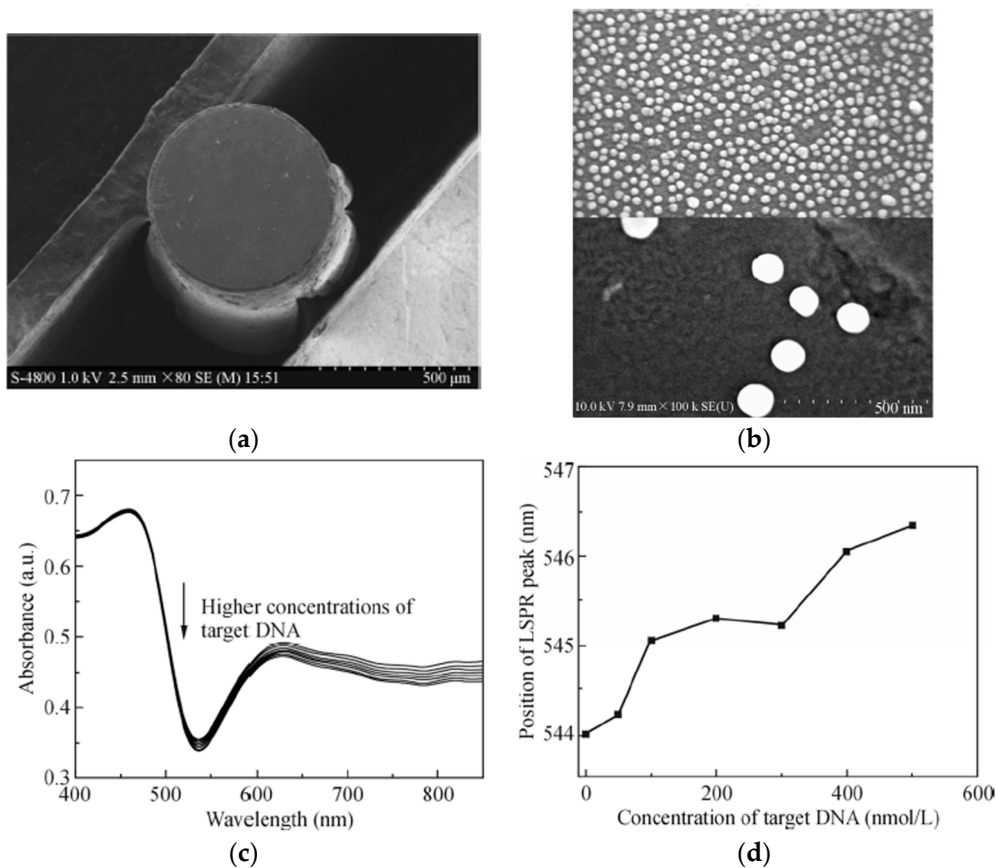 S-4800 1.0 kV 2.5 mm ×80 SE (M) 15:51
500 μm
10.0 kV 7.9 mm×100 k SE(U)
500 nm
(a)
(b)
0.7
0.6
0.5
0.4
0.3
Absorbance (a.u.)
Higher concentrations of
target DNA
400
500
600
700
800
Wavelength (nm)
(c)
547
546
545
544
Position of LSPR peak (nm)
0
200
400
600
Concentration of target DNA (nmol/L)
(d)